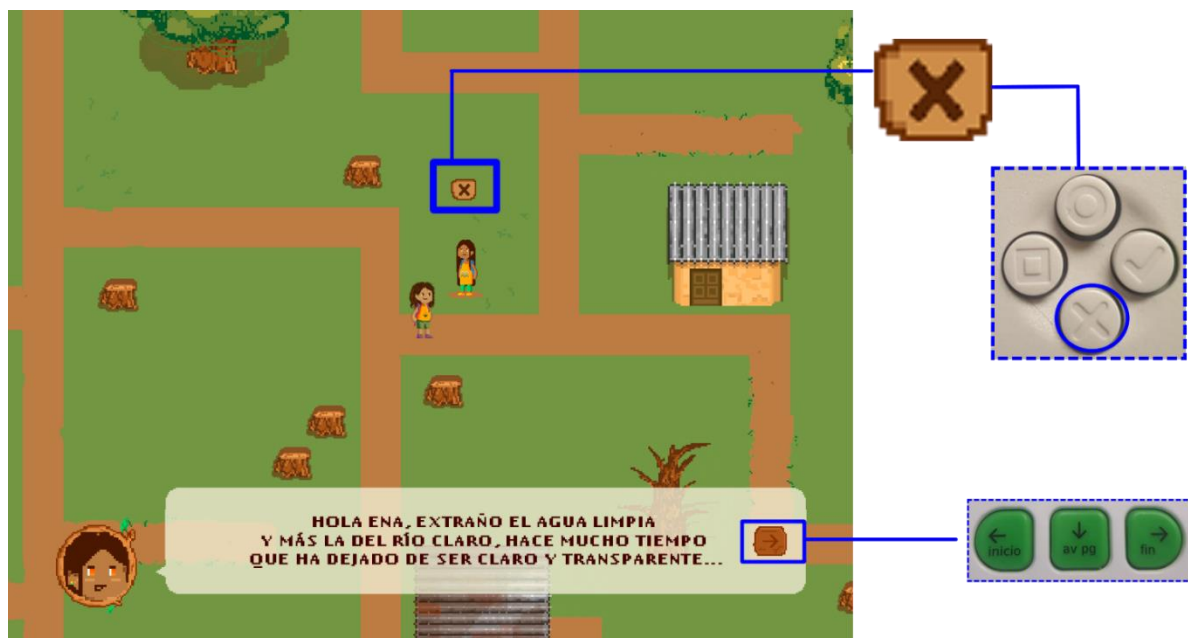 HOLA ENA, EXTRAÑO EL AGUA LIMPIA
Y MÁS LA DEL RÍO CLARO, HACE MUCHO TIEMPO
QUE HA DEJADO DE SER CLARO Y TRANSPARENTE...
inicio
av pg
fin